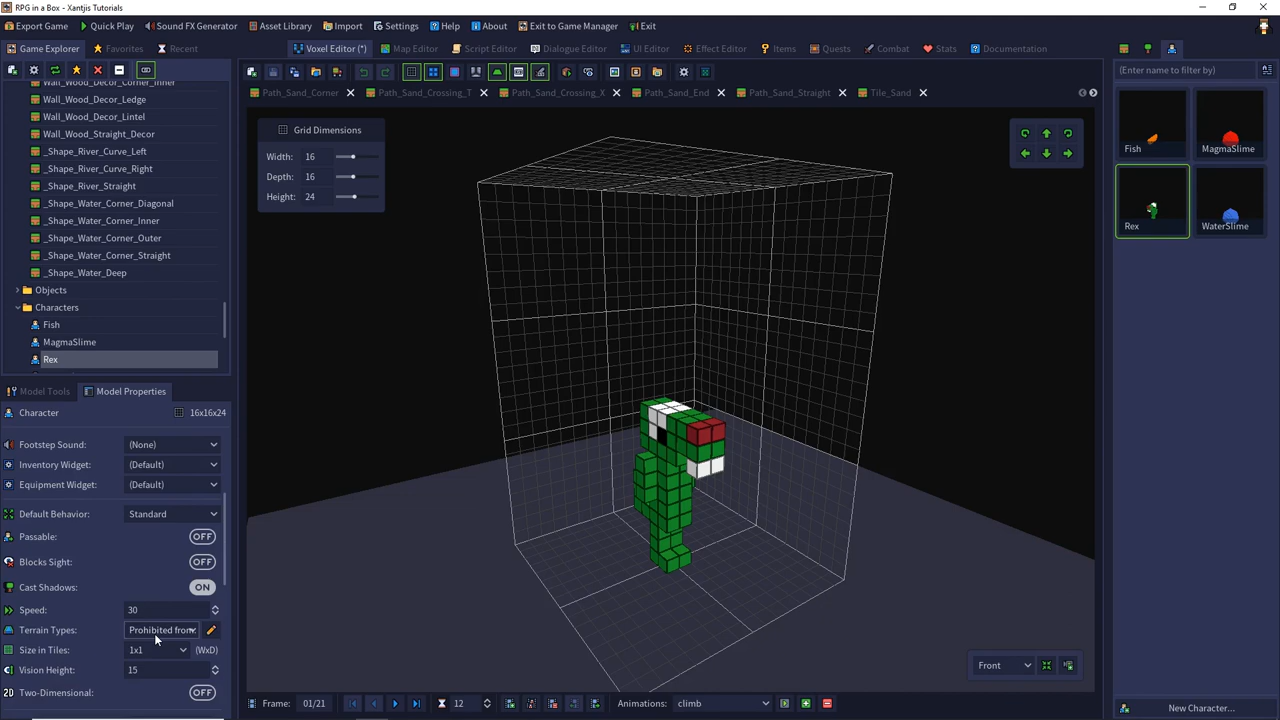 RPG in a Box - Xantjis Tutorials
Export Game Quick Play Sound FX Generator Asset Library Import Settings Help About Exit to Game Manager Exit
Game Explorer Favorites Recent Voxel Editor (*) Map Editor Script Editor Dialogue Editor UI Editor Effect Editor Items Quests Combat Stats Documentation
(Enter name to filter by)
Wall_Wood_Decor_Corner_Inner
Wall_Wood_Decor_Ledge
Wall_Wood_Decor_Lintel
Wall_Wood_Straight_Decor
_Shape_River_Curve_Left
_Shape_River_Curve_Right
_Shape_River_Straight
_Shape_Water_Corner_Diagonal
_Shape_Water_Corner_Inner
_Shape_Water_Corner_Outer
_Shape_Water_Corner_Straight
_Shape_Water_Deep
Objects
Characters
Fish
MagmaSlime
Rex
Path_Sand_Corner Path_Sand_Crossing_T Path_Sand_Crossing_X Path_Sand_End Path_Sand_Straight Tile_Sand
Grid Dimensions
Width: 16
Depth: 16
Height: 24
Fish MagmaSlime
Rex WaterSlime
Model Tools Model Properties
Character 16x16x24
Footstep Sound: (None)
Inventory Widget: (Default)
Equipment Widget: (Default)
Default Behavior: Standard
Passable: OFF
Blocks Sight: OFF
Cast Shadows: ON
Speed: 30
Terrain Types: Prohibited from
Size in Tiles: 1x1 (WxD)
Vision Height: 15
2D Two-Dimensional: OFF
Front
Frame: 01/21 12 Animations: climb
New Character...